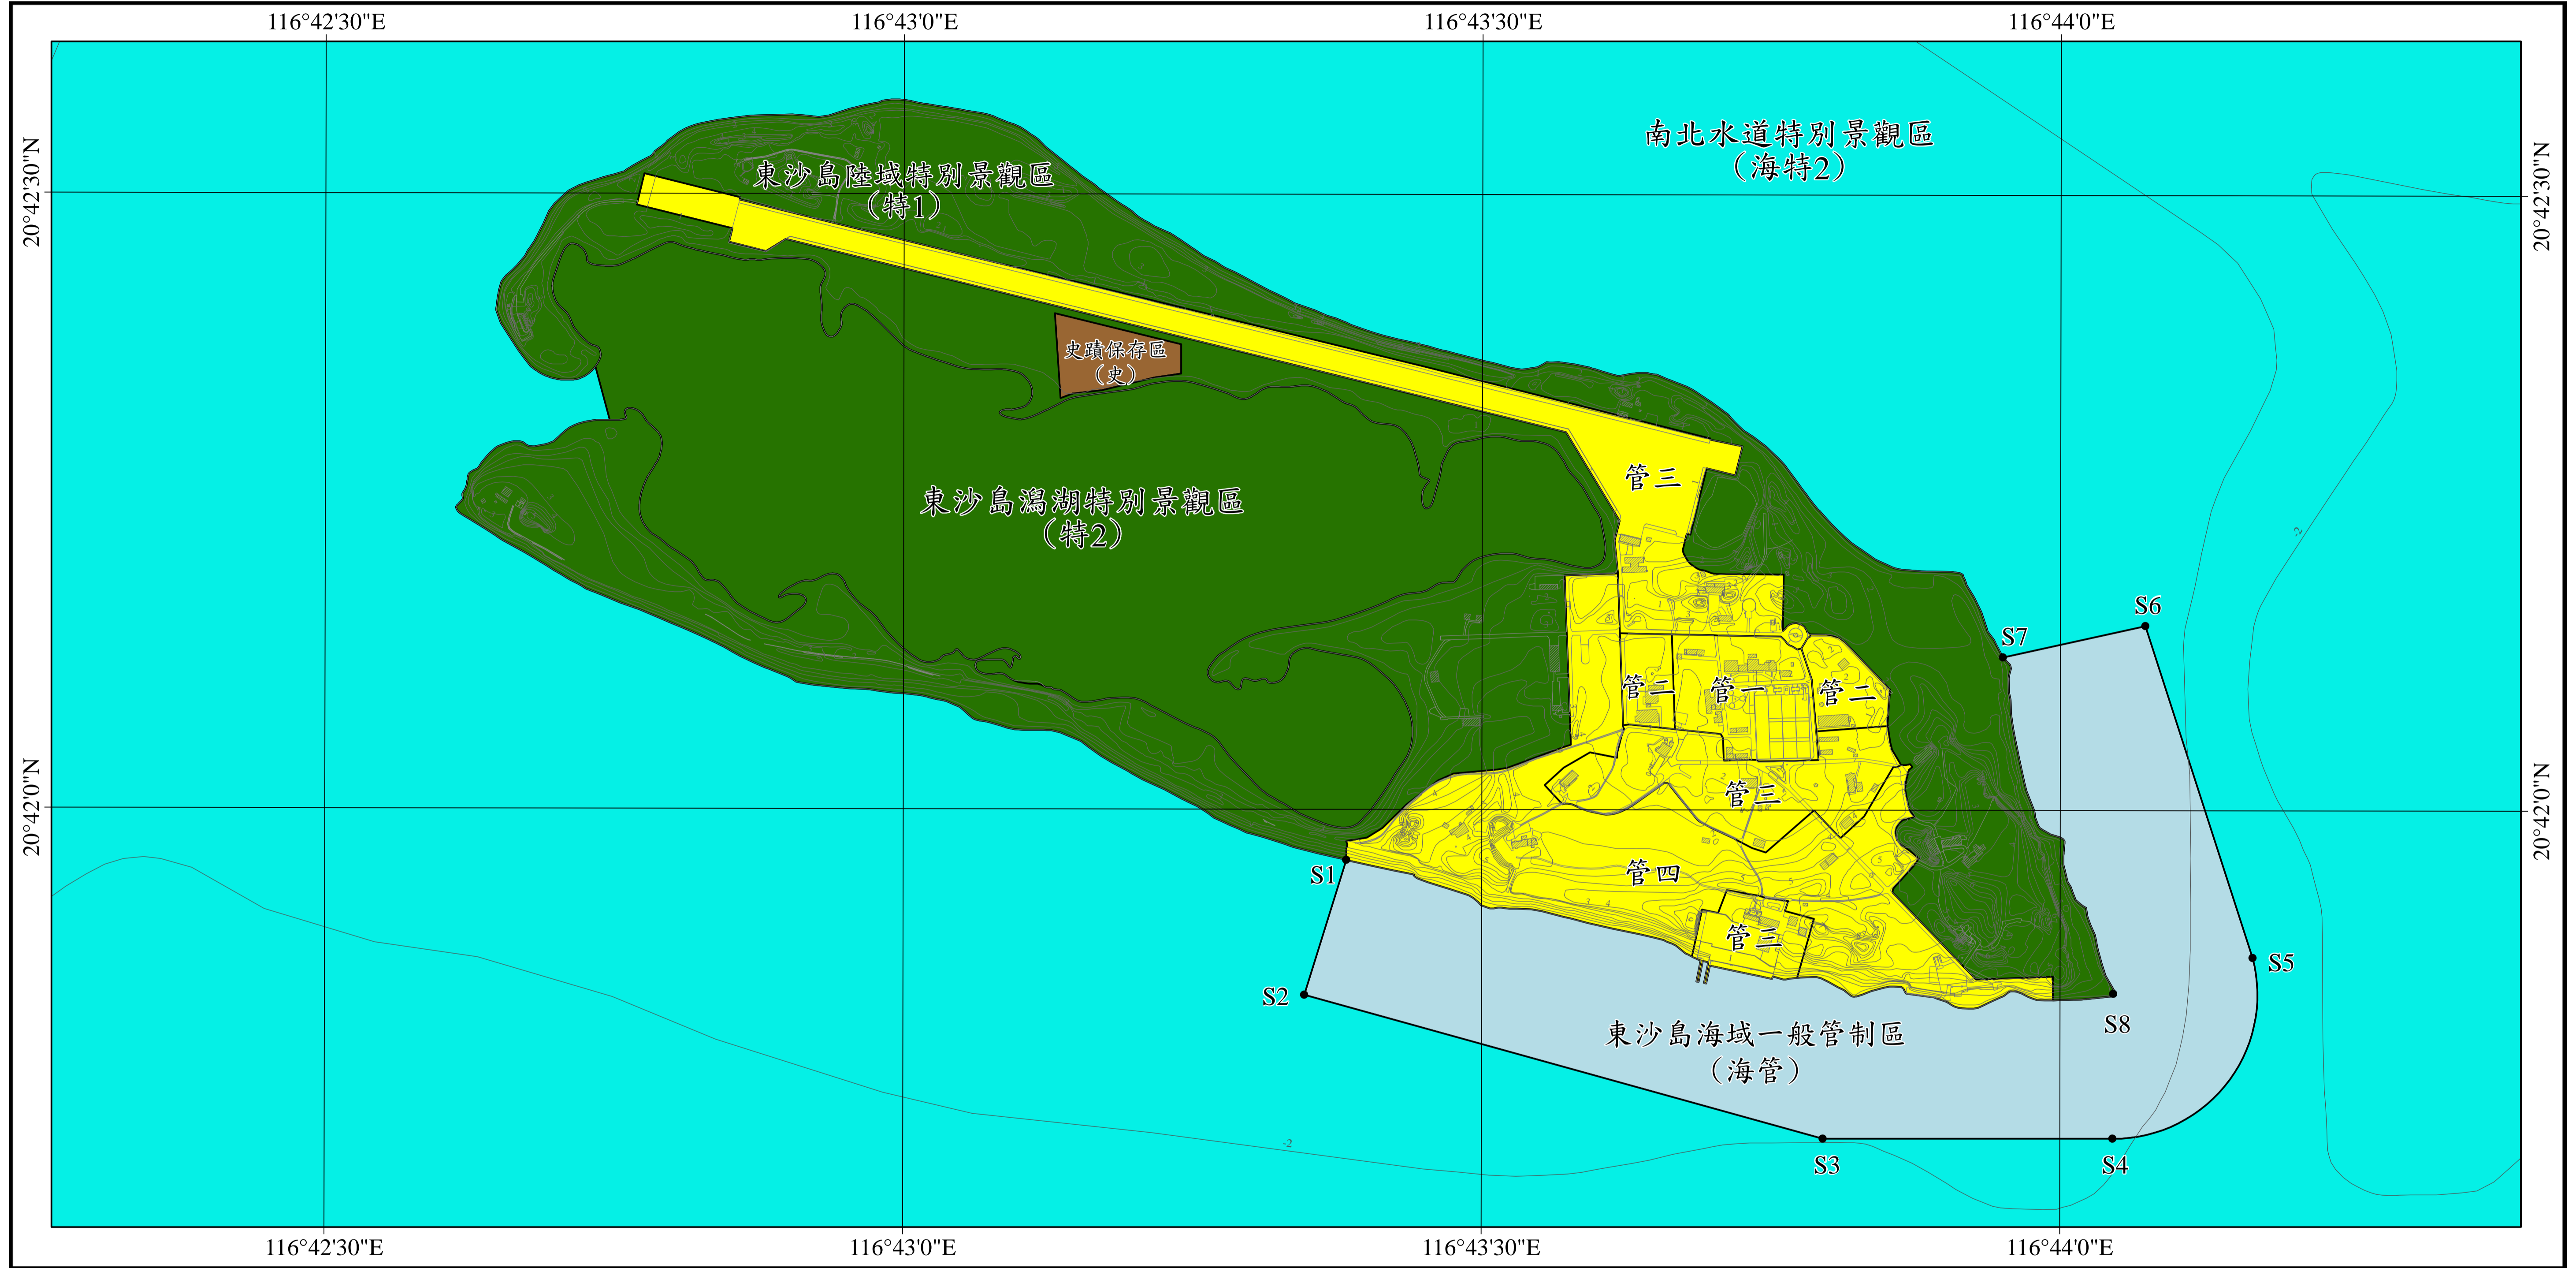 116°42'30"E
116°43'0"E
116°43'30"E
116°44'0"E
20°42'30"N
20°42'30"N
南北水道特別景觀區
（海特2）
東沙島陸域特別景觀區
（特1）
史蹟保存區
（史）
管三
東沙島潟湖特別景觀區
（特2）
-2
S6
S7
管二
管一
管二
20°42'0"N
20°42'0"N
管三
管四
S1
管三
S5
S2
S8
東沙島海域一般管制區
（海管）
-2
S3
S4
116°42'30"E
116°43'0"E
116°43'30"E
116°44'0"E